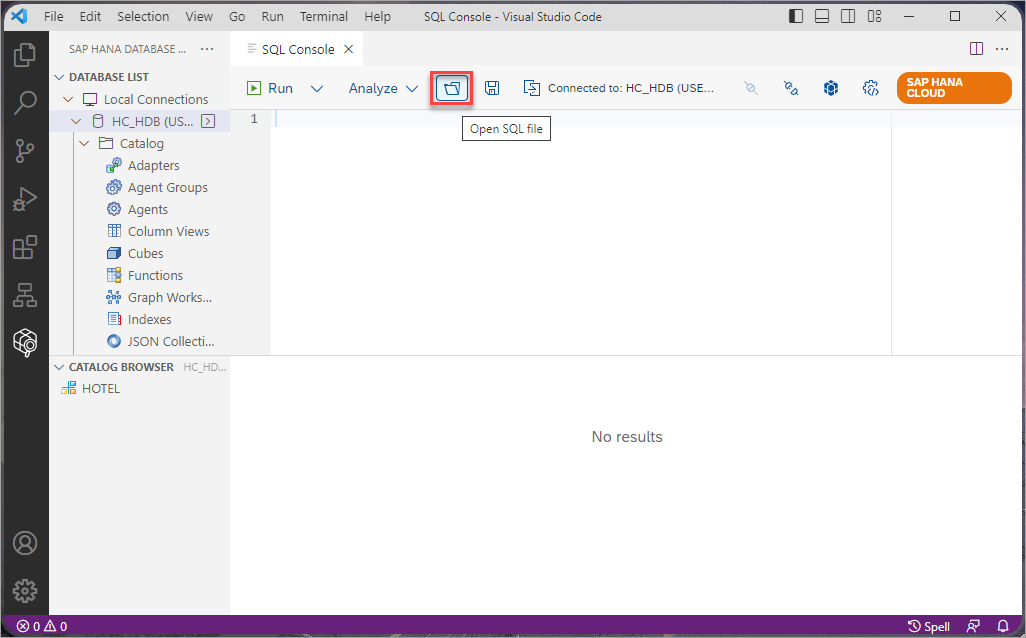 File Edit Selection View Go Run Terminal Help SQL Console - Visual Studio Code
SAP HANA DATABASE ...
SQL Console
DATABASE LIST
Local Connections
HC_HDB (US...
Catalog
Adapters
Agent Groups
Agents
Column Views
Cubes
Functions
Graph Works...
Indexes
JSON Collecti...
CATALOG BROWSER HC_HD...
HOTEL
Run Analyze Connected to: HC_HDB (USE... SAP HANA
CLOUD
1
Open SQL file
No results
0 0 Spell